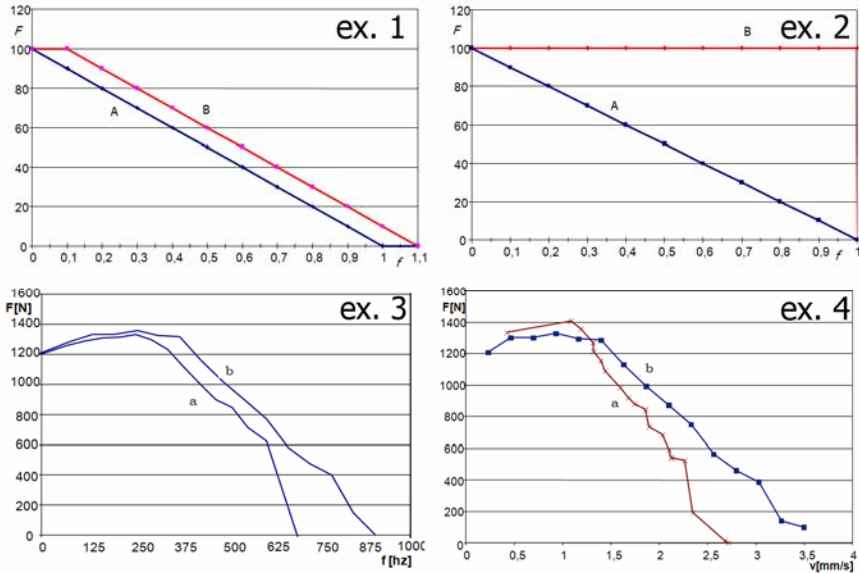 120
F
100
80
60
40
20
0
0 0,1 0,2 0,3 0,4 0,5 0,6 0,7 0,8 0,9 1 1,1
f
A
B
ex. 1
120
F
100
80
60
40
20
0
0 0,1 0,2 0,3 0,4 0,5 0,6 0,7 0,8 0,9 1
f
A
B
ex. 2
1600
F[N]
1400
1200
1000
800
600
400
200
0
0 125 250 375 500 625 750 875 1000
f [hz]
a
b
ex. 3
1600
F[N]
1400
1200
1000
800
600
400
200
0
0 0,5 1 1,5 2 2,5 3 3,5 4
v[mm/s]
a
b
ex. 4